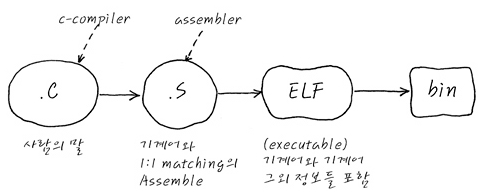 c-compiler
assembler
.C
.S
ELF
bin
사람의 말
기계어와
1:1 matching의
Assemble
(executable)
기계어와 기계어
그외 정보들 포함